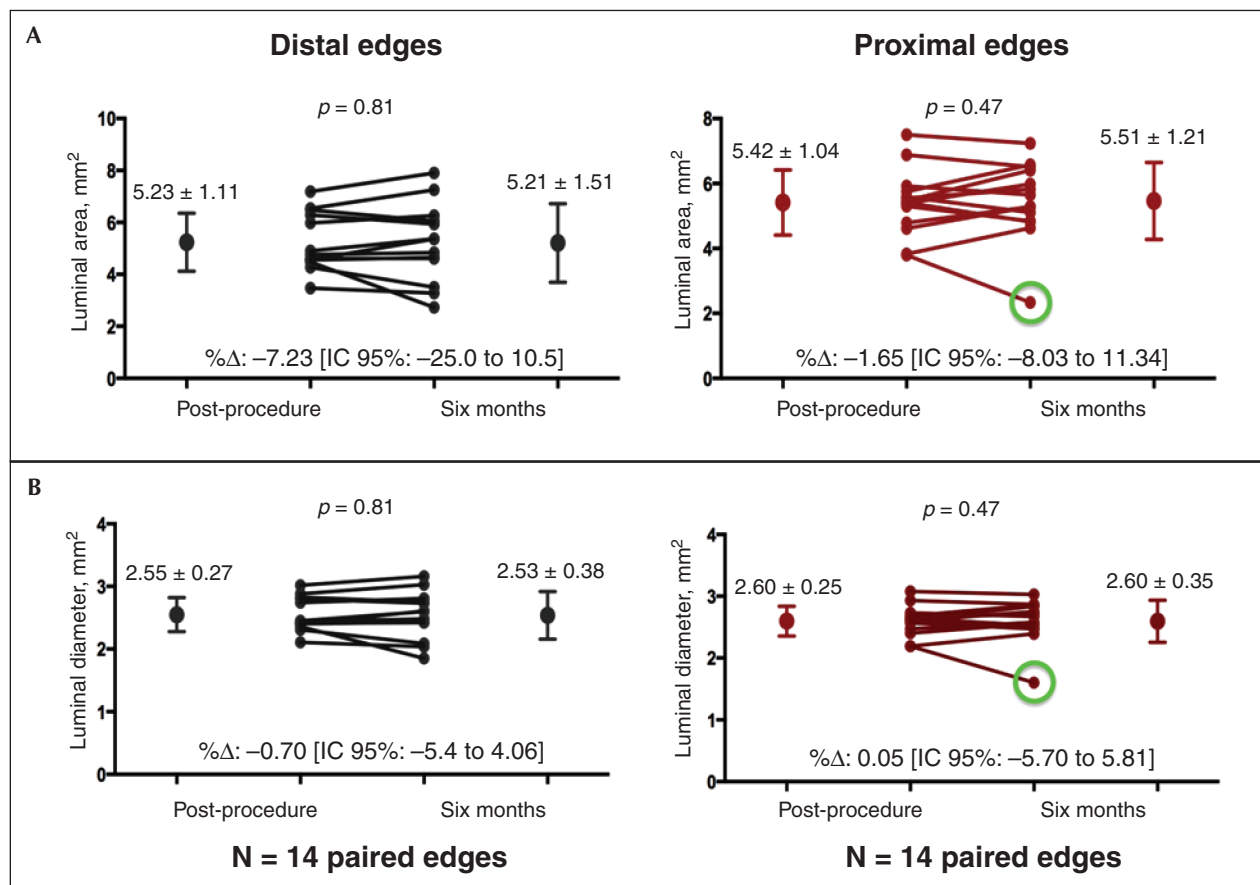 A
Distal edges
Proximal edges
p = 0.81
p = 0.47
Luminal area, mm²
10
8
6
4
2
0
5.23 ± 1.11
5.21 ± 1.51
%Δ: –7.23 [IC 95%: –25.0 to 10.5]
Post-procedure
Six months
Luminal area, mm²
8
6
4
2
0
5.42 ± 1.04
5.51 ± 1.21
%Δ: –1.65 [IC 95%: –8.03 to 11.34]
Post-procedure
Six months
B
p = 0.81
p = 0.47
Luminal diameter, mm²
4
3
2
1
0
2.55 ± 0.27
2.53 ± 0.38
%Δ: –0.70 [IC 95%: –5.4 to 4.06]
Post-procedure
Six months
N = 14 paired edges
Luminal diameter, mm²
4
3
2
1
0
2.60 ± 0.25
2.60 ± 0.35
%Δ: 0.05 [IC 95%: –5.70 to 5.81]
Post-procedure
Six months
N = 14 paired edges